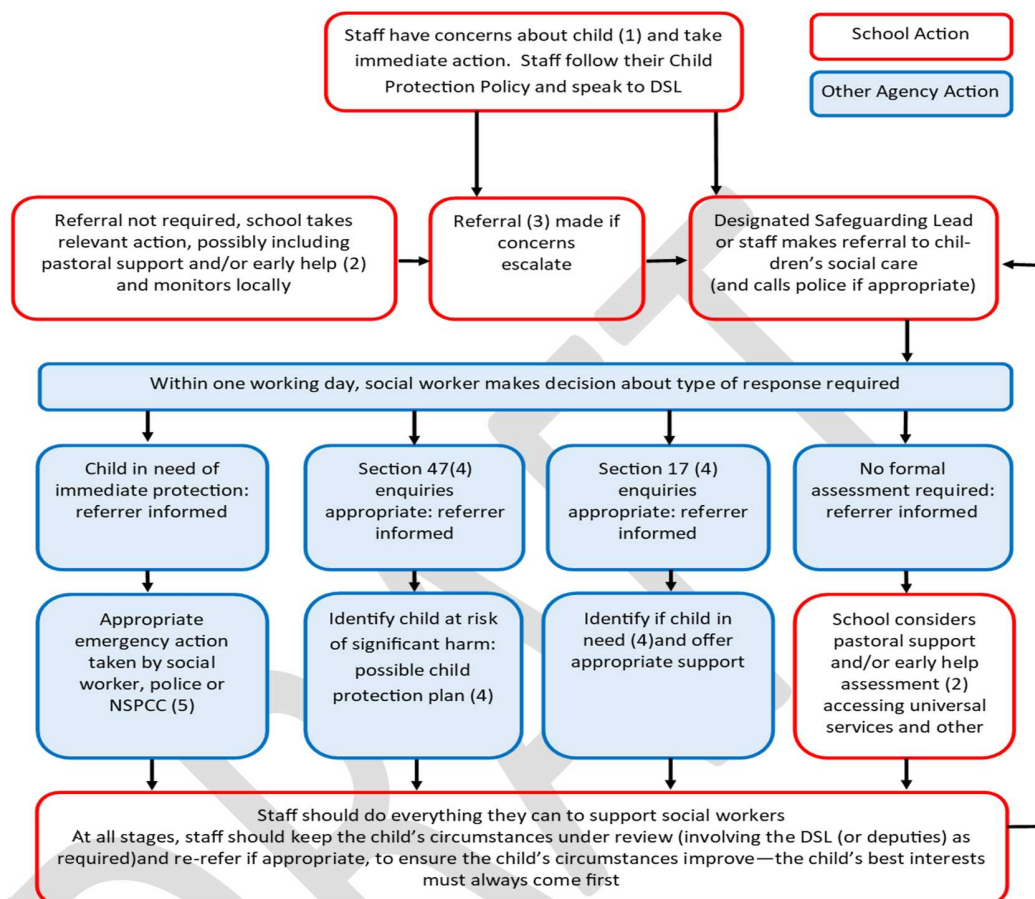 Staff have concerns about child (1) and take
immediate action.  Staff follow their Child
Protection Policy and speak to DSL
School Action
Other Agency Action
Referral not required, school takes
relevant action, possibly including
pastoral support and/or early help (2)
and monitors locally
Referral (3) made if
concerns
escalate
Designated Safeguarding Lead
or staff makes referral to chil-
dren’s social care
(and calls police if appropriate)
Within one working day, social worker makes decision about type of response required
Child in need of
immediate protection:
referrer informed
Section 47(4)
enquiries
appropriate: referrer
informed
Section 17 (4)
enquiries
appropriate: referrer
informed
No formal
assessment required:
referrer informed
Appropriate
emergency action
taken by social
worker, police or
NSPCC (5)
Identify child at risk
of significant harm:
possible child
protection plan (4)
Identify if child in
need (4)and offer
appropriate support
School considers
pastoral support
and/or early help
assessment (2)
accessing universal
services and other
Staff should do everything they can to support social workers
At all stages, staff should keep the child’s circumstances under review (involving the DSL (or deputies) as
required)and re-refer if appropriate, to ensure the child’s circumstances improve—the child’s best interests
must always come first
DRAFT